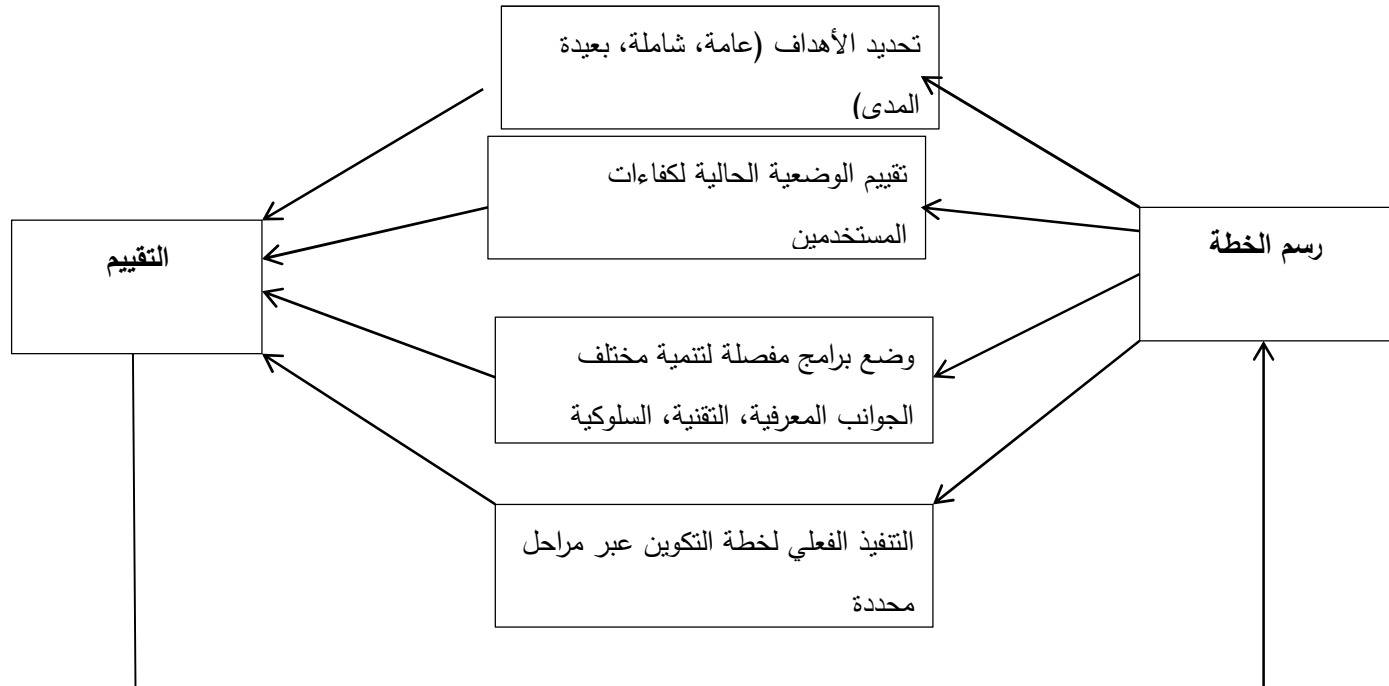 رسم الخطة
تحديد الأهداف (عامة، شاملة، بعيدة
المدى)
تقييم الوضعية الحالية لكفاءات
المستخدمين
وضع برامج مفصلة لتنمية مختلف
الجوانب المعرفية، التقنية، السلوكية
التنفيذ الفعلي لخطة التكوين عبر مراحل
محددة
التقييم